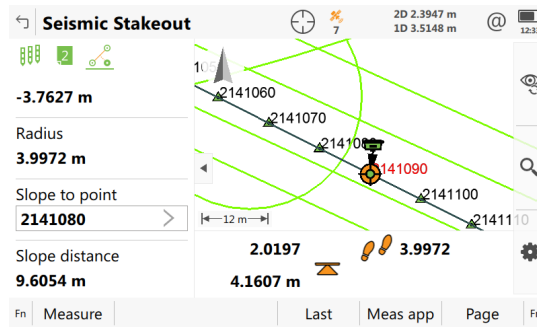 Seismic Stakeout
7
2D 2.3947 m
1D 3.5148 m
@
2
-3.7627 m
Radius
3.9972 m
Slope to point
2141080
Slope distance
9.6054 m
2141060
2141070
2141090
2141100
2141110
12 m
2.0197
3.9972
4.1607 m
Fn
Measure
Last
Meas app
Page